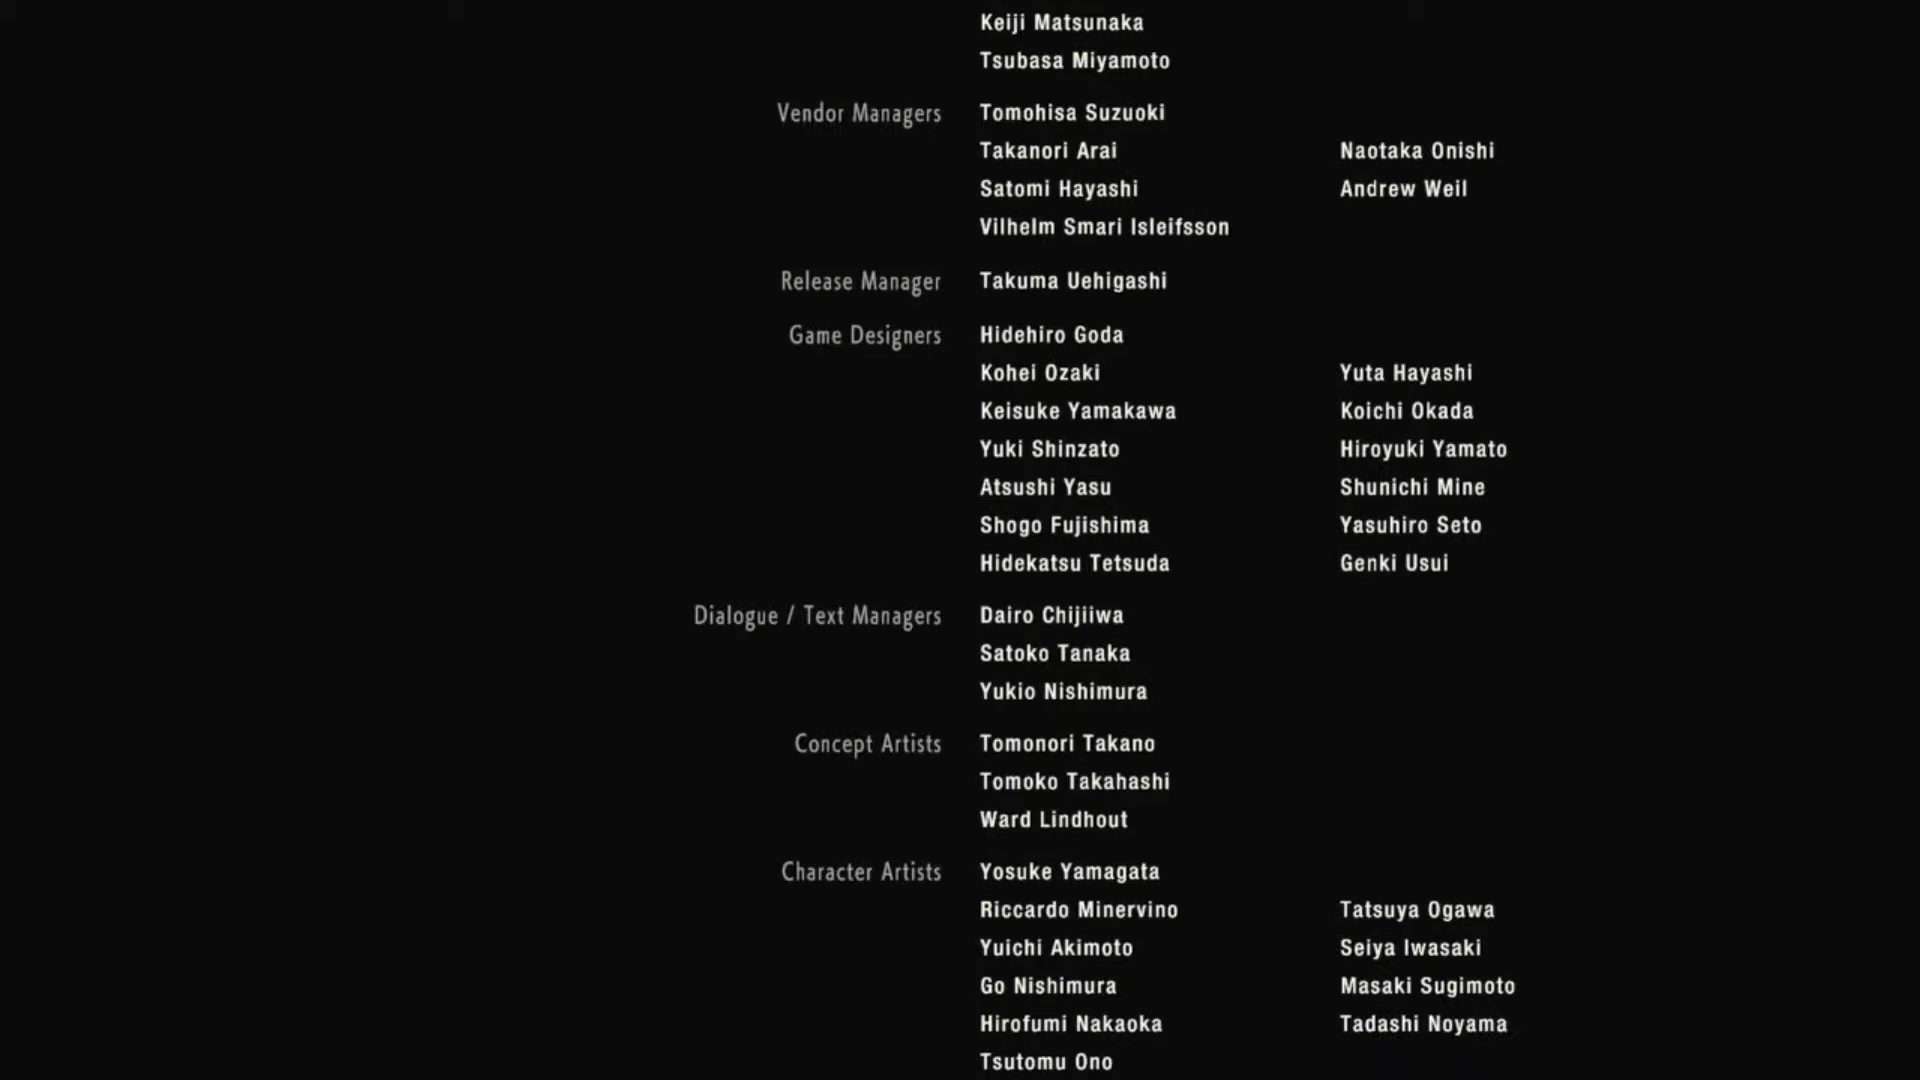 Keiji Matsunaka
Tsubasa Miyamoto
Vendor Managers Tomohisa Suzuoki
Takanori Arai Naotaka Onishi
Satomi Hayashi Andrew Weil
Vilhelm Smari Isleifsson
Release Manager Takuma Uehigashi
Game Designers Hidehiro Goda
Kohei Ozaki Yuta Hayashi
Keisuke Yamakawa Koichi Okada
Yuki Shinzato Hiroyuki Yamato
Atsushi Yasu Shunichi Mine
Shogo Fujishima Yasuhiro Seto
Hidekatsu Tetsuda Genki Usui
Dialogue / Text Managers Dairo Chijiiwa
Satoko Tanaka
Yukio Nishimura
Concept Artists Tomonori Takano
Tomoko Takahashi
Ward Lindhout
Character Artists Yosuke Yamagata
Riccardo Minervino Tatsuya Ogawa
Yuichi Akimoto Seiya Iwasaki
Go Nishimura Masaki Sugimoto
Hirofumi Nakaoka Tadashi Noyama
Tsutomu Ono